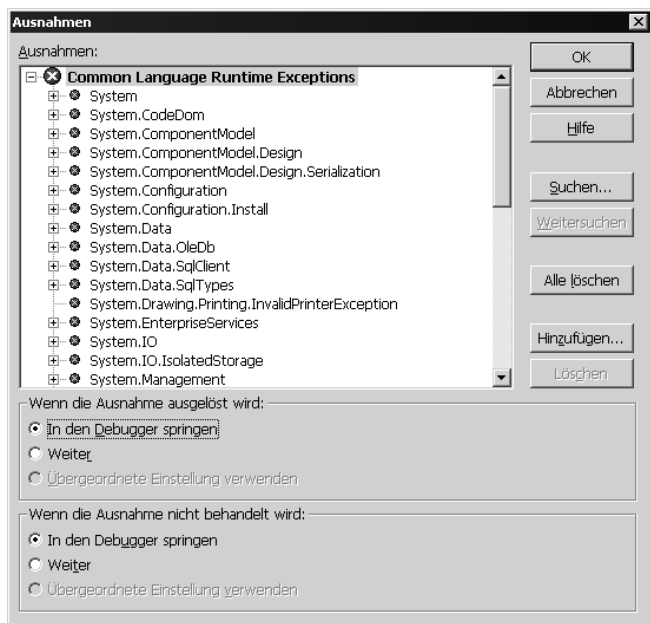 Ausnahmen
Ausnahmen:
Common Language Runtime Exceptions
System
System.CodeDom
System.ComponentModel
System.ComponentModel.Design
System.ComponentModel.Design.Serialization
System.Configuration
System.Configuration.Install
System.Data
System.Data.OleDb
System.Data.SqlClient
System.Data.SqlTypes
System.Drawing.Printing.InvalidPrinterException
System.EnterpriseServices
System.IO
System.IO.IsolatedStorage
System.Management
OK
Abbrechen
Hilfe
Suchen...
Weitersuchen
Alle löschen
Hinzufügen...
Löschen
Wenn die Ausnahme ausgelöst wird:
In den Debugger springen
Weiter
Übergeordnete Einstellung verwenden
Wenn die Ausnahme nicht behandelt wird:
In den Debugger springen
Weiter
Übergeordnete Einstellung verwenden